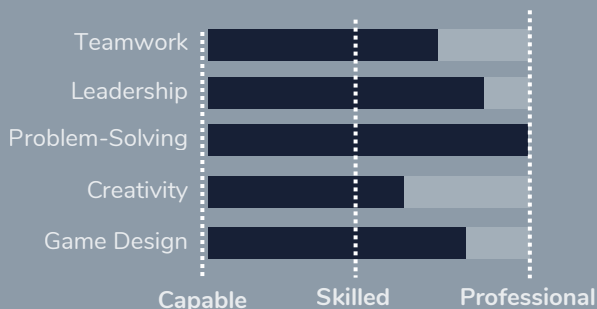 Teamwork
Leadership
Problem-Solving
Creativity
Game Design
Capable Skilled Professional